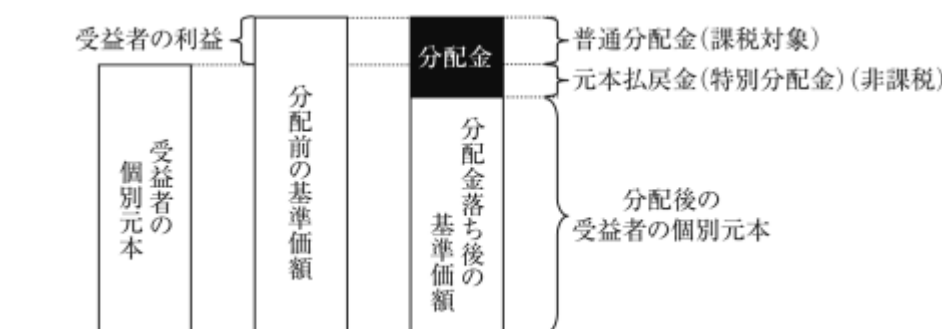 受益者の利益
分配金
普通分配金(課税対象)
元本払戻金(特別分配金)(非課税)
受益者の
個別元本
分配前の基準価額
分配金落ち後の
基準価額
分配後の
受益者の個別元本